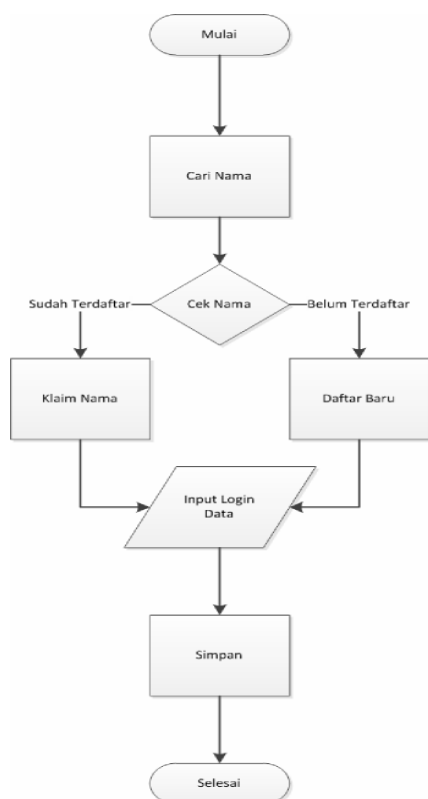 Mulai
Cari Nama
Sudah Terdaftar
Cek Nama
Belum Terdaftar
Klaim Nama
Daftar Baru
Input Login
Data
Simpan
Selesai